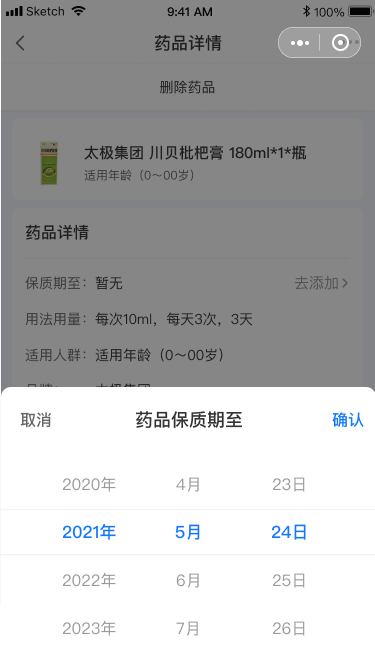 Sketch 9:41 AM 100%
药品详情
删除药品
太极集团 川贝枇杷膏 180ml*1*瓶
适用年龄（0～00岁）
药品详情
保质期至：暂无 去添加
用法用量：每次10ml，每天3次，3天
适用人群：适用年龄（0～00岁）
取消 药品保质期至 确认
2020年 4月 23日
2021年 5月 24日
2022年 6月 25日
2023年 7月 26日